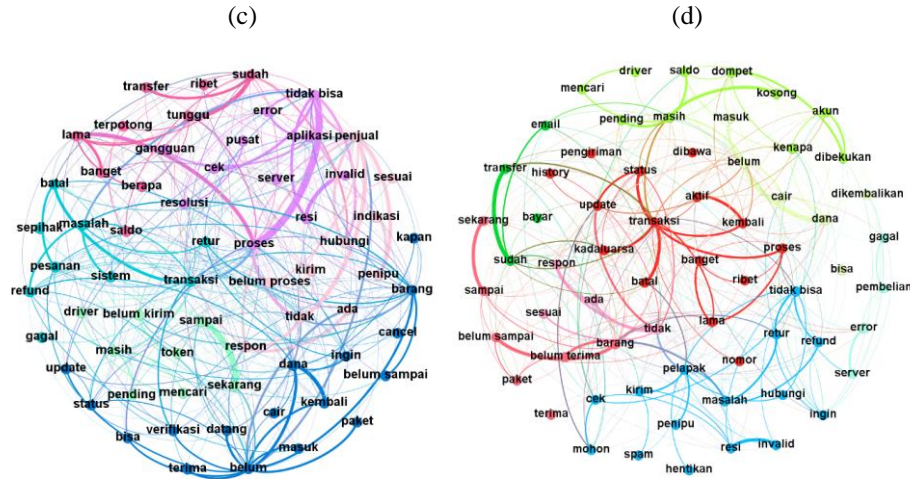 (c)
(d)
sudah
transfer
ribet
tidak bisa
tunggu
error
terpotong
lama
pusat
aplikasi
penjual
gangguan
cek
banget
server
invalid
sesuai
berapa
batal
resolusi
resi
indikasi
sepihak
masalah
saldo
retur
proses
hubungi
kapan
pesanan
sistem
transaksi
kirim
refund
belum proses
penipu
barang
driver
belum kirim
ada
sampai
tidak
gagal
cancel
masih
token
respon
update
dana
ingin
pending
mencari
sekarang
belum sampai
status
kembali
cair
paket
bisa
verifikasi
datang
masuk
terima
belum
driver
saldo
dompet
mencari
kosong
pending
masih
masuk
akun
email
pengiriman
dibawa
kenapa
dibekukan
transfer
status
belum
history
aktif
dikembalikan
update
cair
sekarang
bayar
transaksi
kembali
dana
gagal
kadaluarsa
proses
sudah
respon
banget
bisa
batal
ribet
tidak bisa
pembelian
sampai
ada
sesuai
tidak
lama
error
belum sampai
barang
retur
refund
belum terima
nomor
server
paket
pelapak
kirim
masalah
hubungi
cek
ingin
terima
penipu
resi
invalid
mohon
spam
hentikan